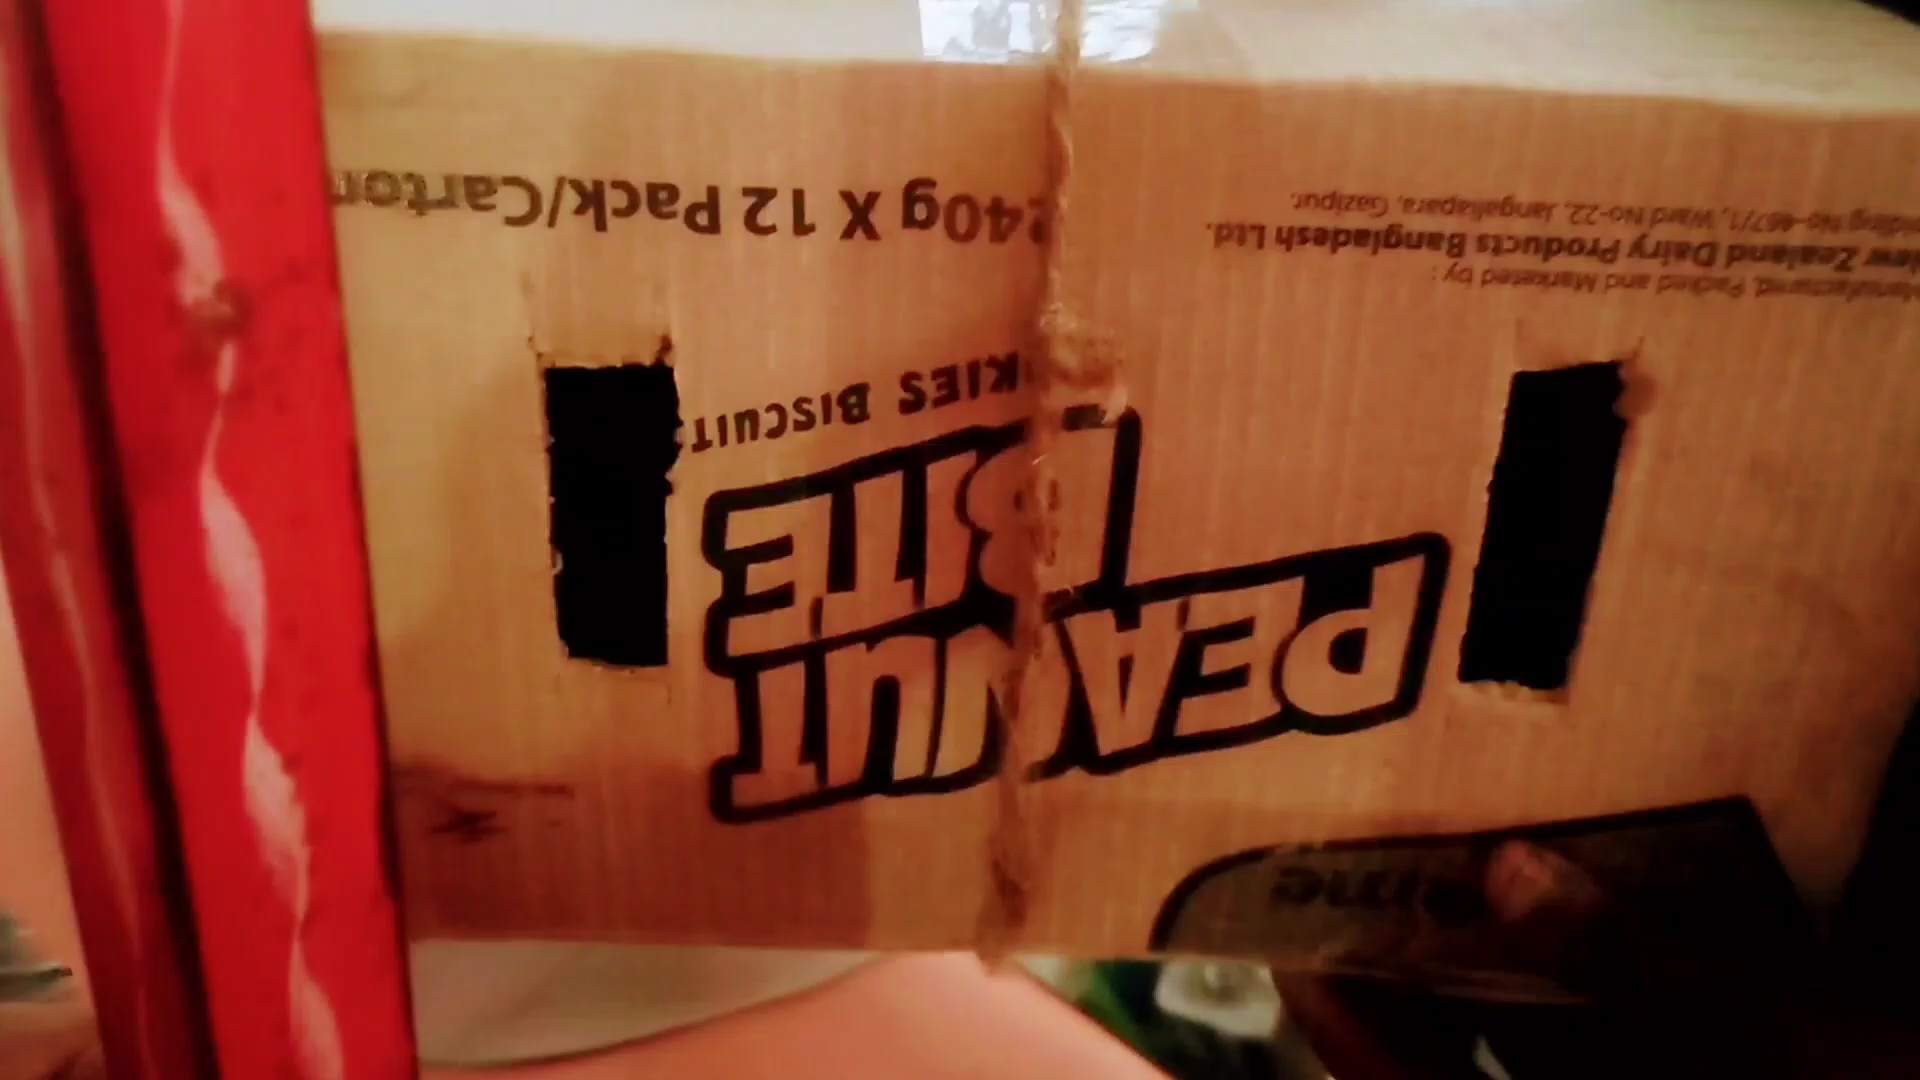 PEANUT
BITE
KIES BISCUIT
Manufactured, Packed and Marketed by :
New Zealand Dairy Products Bangladesh Ltd.
No-467/1, Ward No-22, Jangaliapara, Gazipur.
240g X 12 Pack/Carton